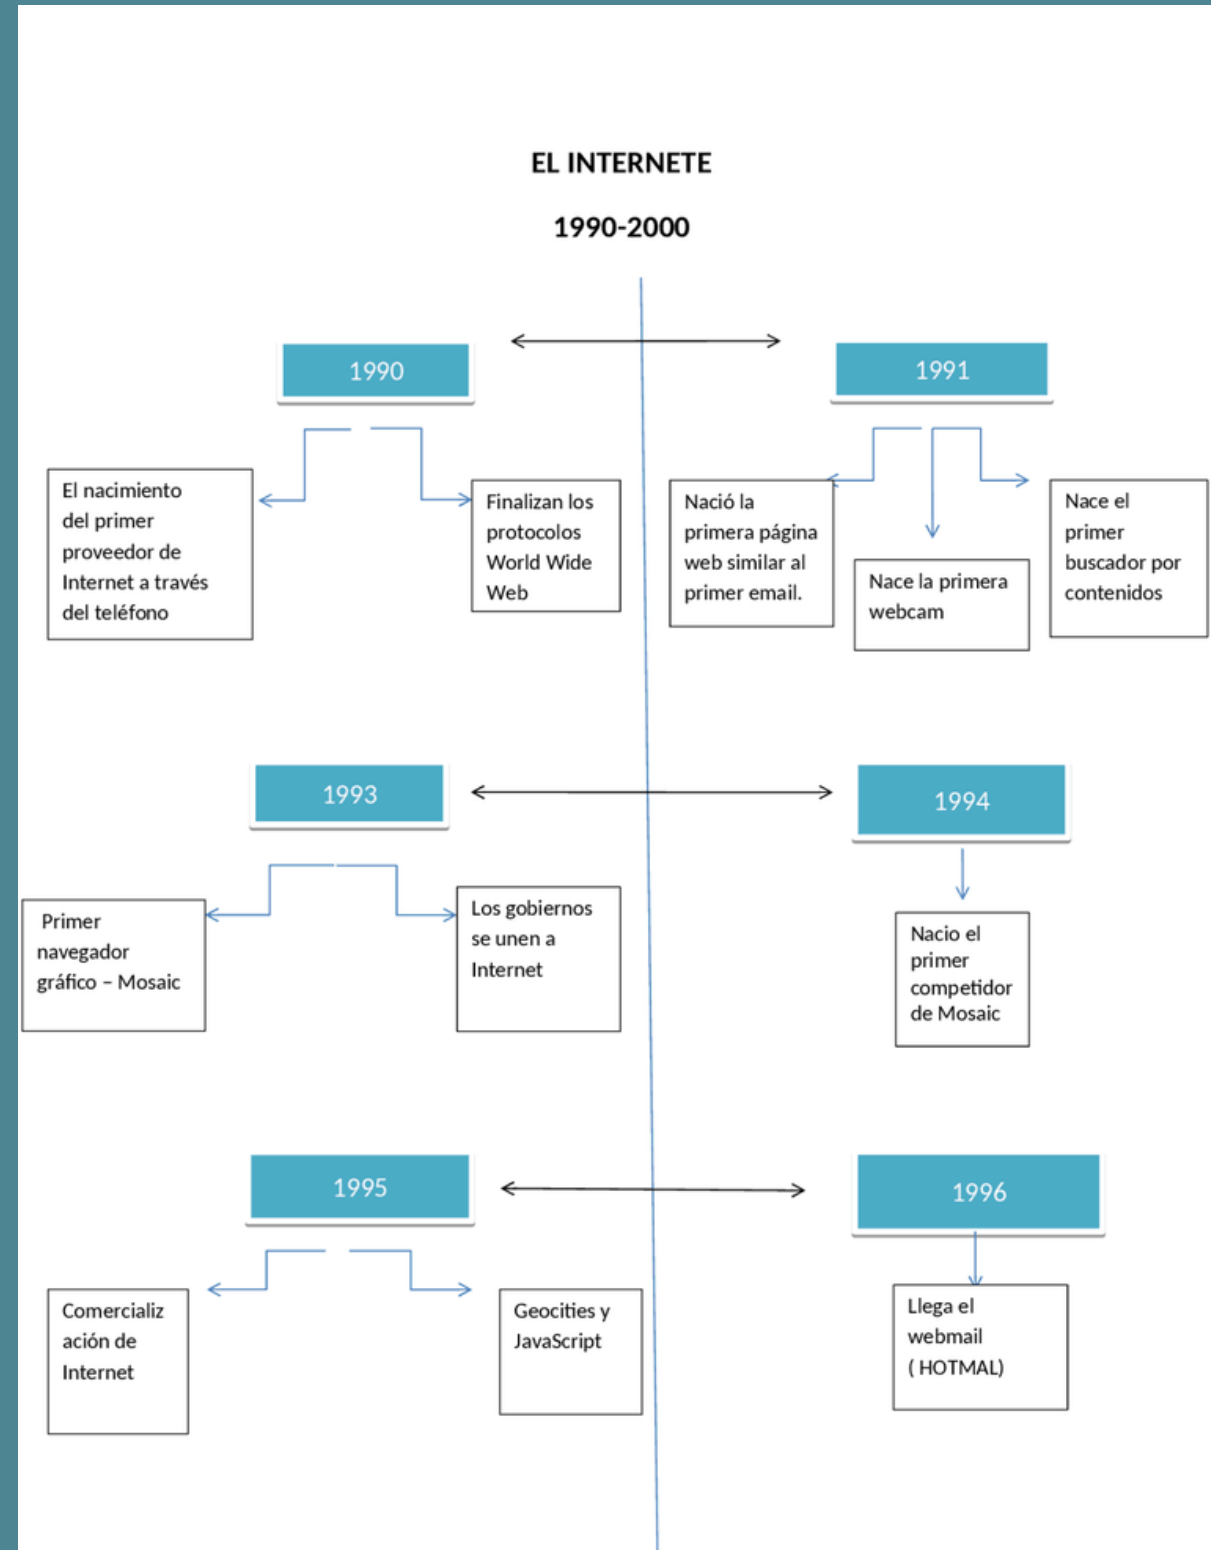 EL INTERNETE
1990-2000
1990
El nacimiento
del primer
proveedor de
Internet a través
del teléfono
Finalizan los
protocolos
World Wide
Web
1991
Nació la
primera página
web similar al
primer email.
Nace la primera
webcam
Nace el
primer
buscador por
contenidos
1993
Primer
navegador
gráfico – Mosaic
Los gobiernos
se unen a
Internet
1994
Nacio el
primer
competidor
de Mosaic
1995
Comercializ
ación de
Internet
Geocities y
JavaScript
1996
Llega el
webmail
( HOTMAL)